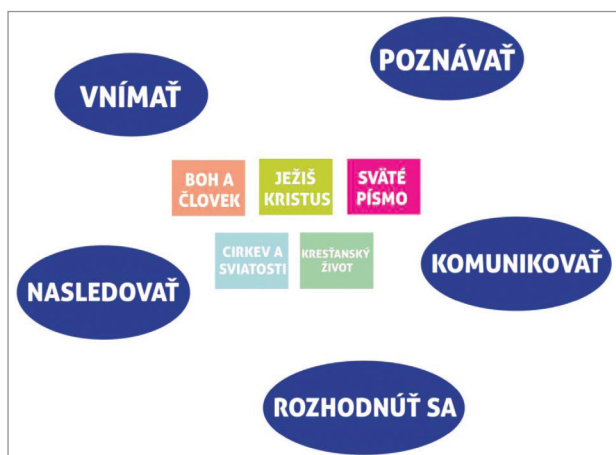 POZNÁVAŤ
VNÍMAŤ
BOH A
ČLOVEK
JEŽIŠ
KRISTUS
SVÄTÉ
PÍSMO
CIRKEV A
SVIATOSTI
KRESŤANSKÝ
ŽIVOT
KOMUNIKOVAŤ
NASLEDOVAŤ
ROZHODNÚŤ SA